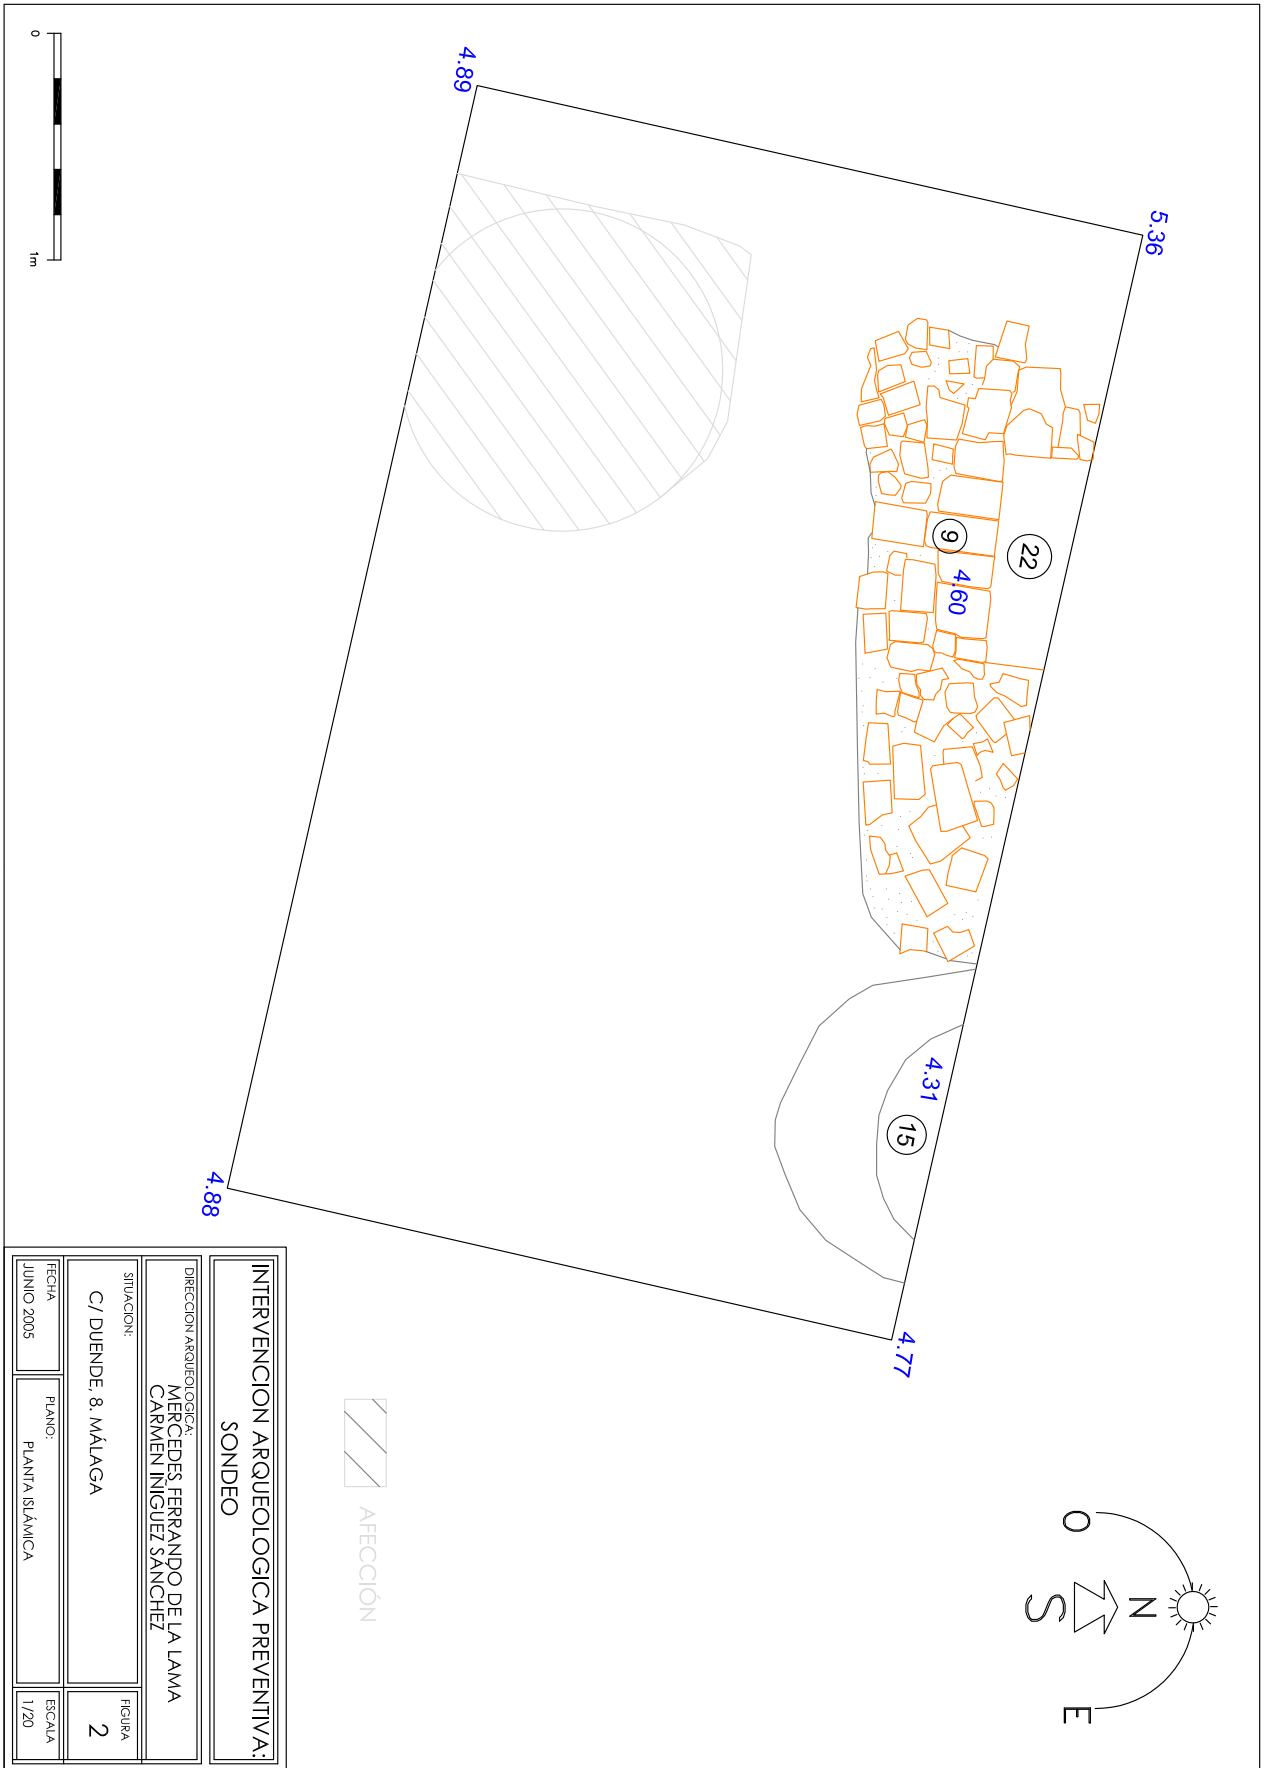 0
1m
4.89
5.36
22
9
4.60
4.31
15
4.88
4.77
O
N
S
E
AFECCIÓN
INTERVENCION ARQUEOLOGICA PREVENTIVA:
SONDEO
DIRECCION ARQUEOLOGICA:
MERCEDES FERRANDO DE LA LAMA
CARMEN IÑIGUEZ SÁNCHEZ
SITUACION:
C/ DUENDE, 8. MÁLAGA
FIGURA
2
FECHA
JUNIO 2005
PLANO:
PLANTA ISLÁMICA
ESCALA
1/20